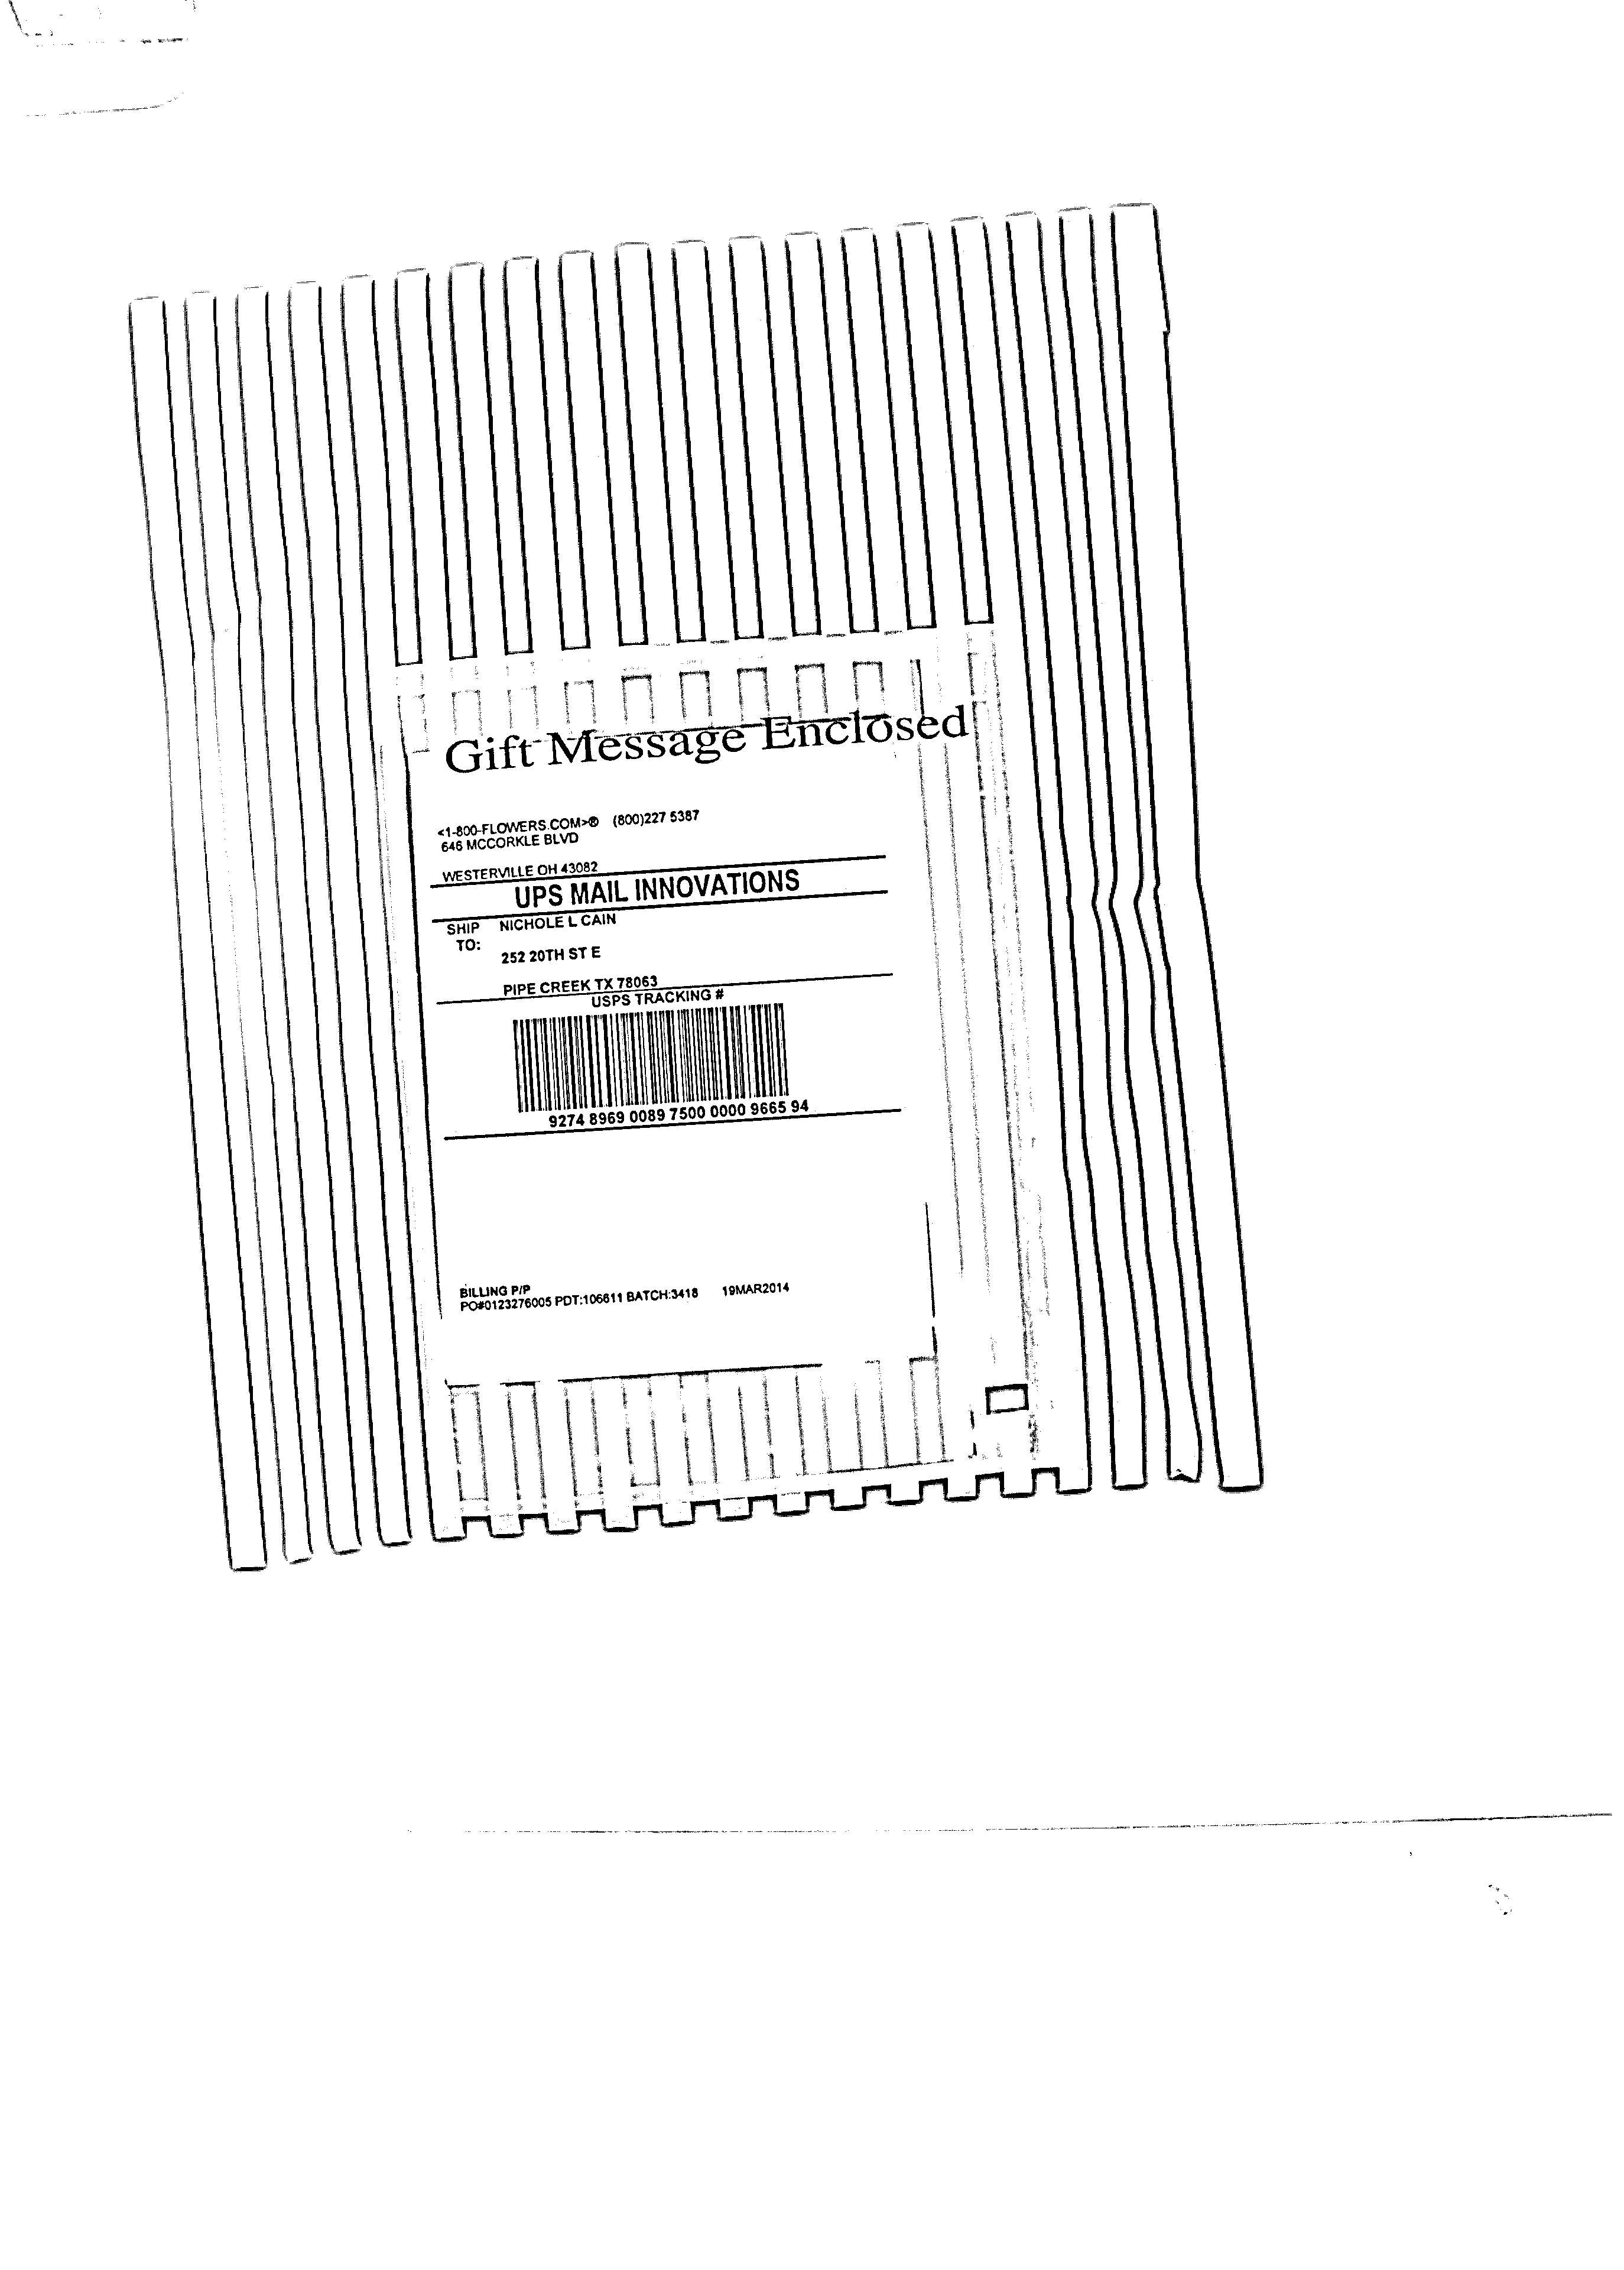 Gift Message Enclosed
<1-800-FLOWERS.COM>® (800)227 5387
646 MCCORKLE BLVD
WESTERVILLE OH 43082
UPS MAIL INNOVATIONS
SHIP NICHOLE L CAIN
TO:
252 20TH ST E
PIPE CREEK TX 78063
USPS TRACKING #
9274 8969 0089 7500 0000 9665 94
BILLING P/P
PO#0123276005 PDT:106611 BATCH:3418 19MAR2014